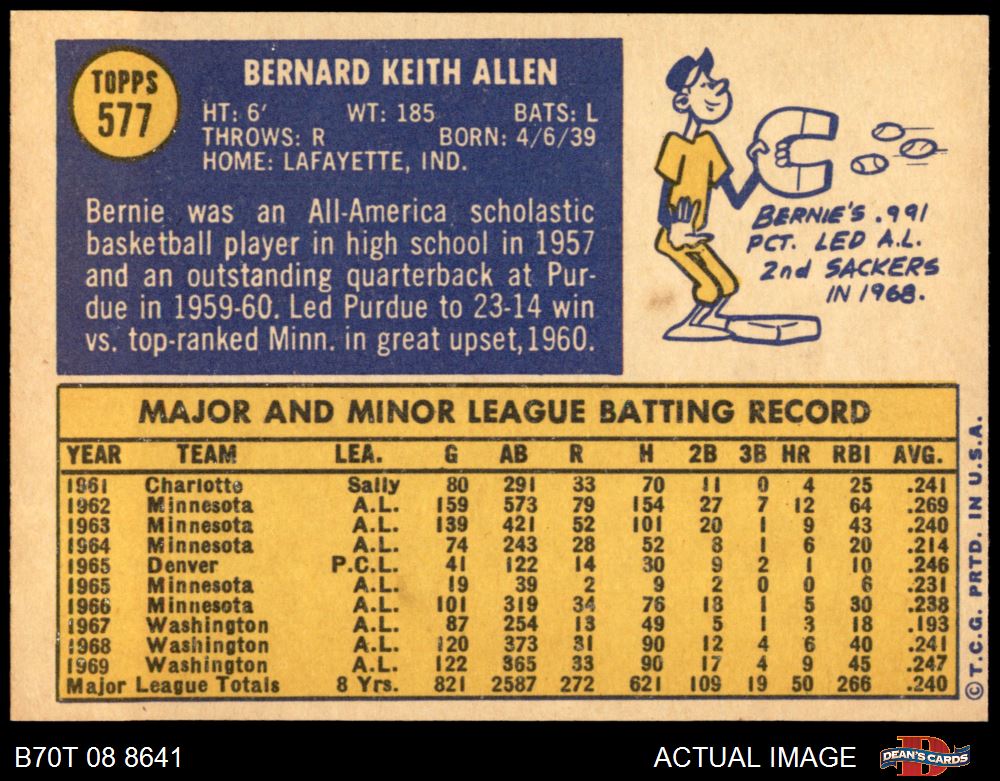 TOPPS
577
BERNARD KEITH ALLEN
HT: 6' WT: 185 BATS: L
THROWS: R BORN: 4/6/39
HOME: LAFAYETTE, IND.
Bernie was an All-America scholastic
basketball player in high school in 1957
and an outstanding quarterback at Pur-
due in 1959-60. Led Purdue to 23-14 win
vs. top-ranked Minn. in great upset, 1960.
BERNIE'S .991
PCT. LED A.L.
2nd SACKERS
IN 1968.
MAJOR AND MINOR LEAGUE BATTING RECORD
YEAR TEAM LEA. G AB R H 2B 3B HR RBI AVG.
1961 Charlotte Sally 80 291 33 70 11 0 4 25 .241
1962 Minnesota A.L. 159 573 79 154 27 7 12 64 .269
1963 Minnesota A.L. 139 421 52 101 20 1 9 43 .240
1964 Minnesota A.L. 74 243 28 52 8 1 6 20 .214
1965 Denver P.C.L. 41 122 14 30 9 2 1 10 .246
1965 Minnesota A.L. 19 39 2 9 2 0 0 6 .231
1966 Minnesota A.L. 101 319 34 76 18 1 5 30 .238
1967 Washington A.L. 87 254 13 49 5 1 3 18 .193
1968 Washington A.L. 120 373 31 90 12 4 6 40 .241
1969 Washington A.L. 122 365 33 90 17 4 9 45 .247
Major League Totals 8 Yrs. 821 2587 272 621 109 19 50 266 .240
© T.C.G. PRTD. IN U.S.A.
B70T 08 8641
ACTUAL IMAGE
DEAN'S CARDS